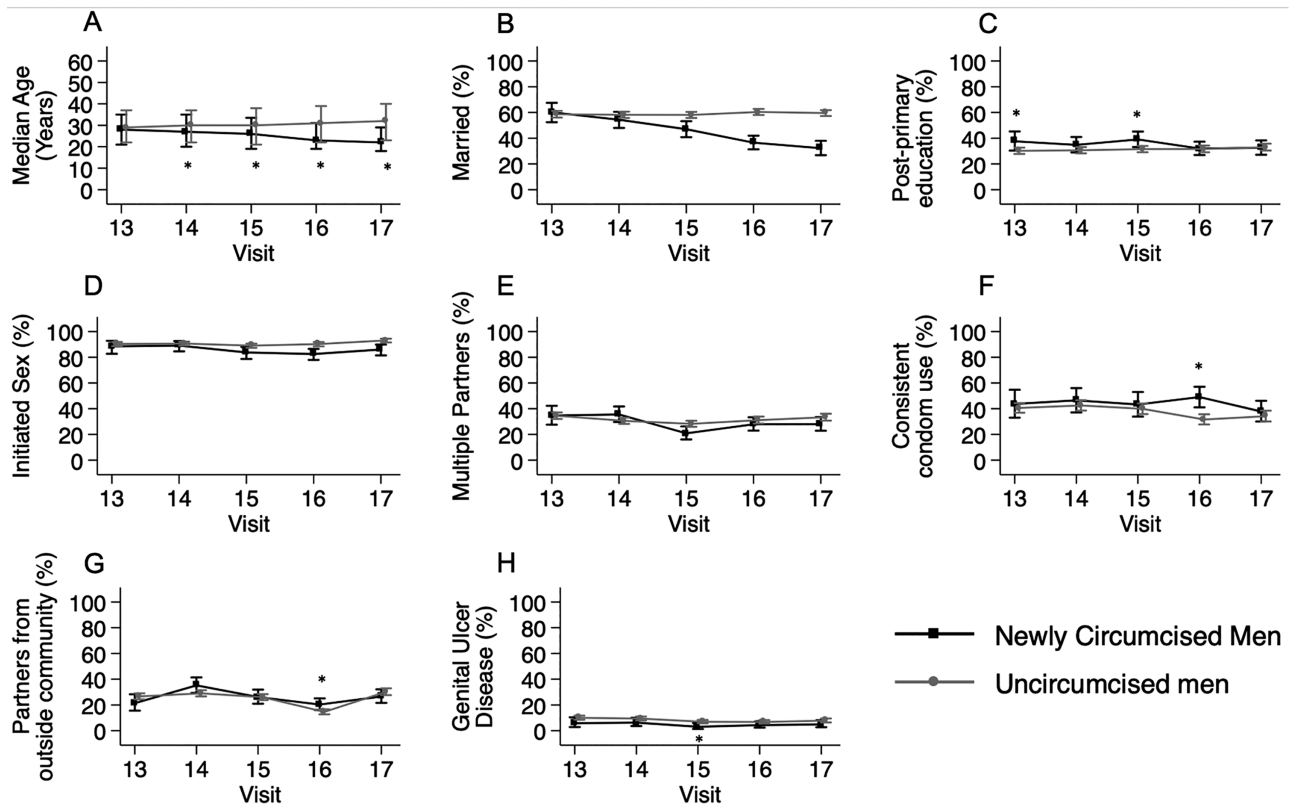 A
Median Age
(Years)
60
50
40
30
20
10
0
*
*
*
*
13 14 15 16 17
Visit
B
Married (%)
100
80
60
40
20
0
13 14 15 16 17
Visit
C
Post-primary
education (%)
100
80
60
40
20
0
*
*
13 14 15 16 17
Visit
D
Initiated Sex (%)
100
80
60
40
20
0
13 14 15 16 17
Visit
E
Multiple Partners (%)
100
80
60
40
20
0
13 14 15 16 17
Visit
F
Consistent
condom use (%)
100
80
60
40
20
0
*
13 14 15 16 17
Visit
G
Partners from
outside community (%)
100
80
60
40
20
0
*
13 14 15 16 17
Visit
H
Genital Ulcer
Disease (%)
100
80
60
40
20
0
*
13 14 15 16 17
Visit
Newly Circumcised Men
Uncircumcised men